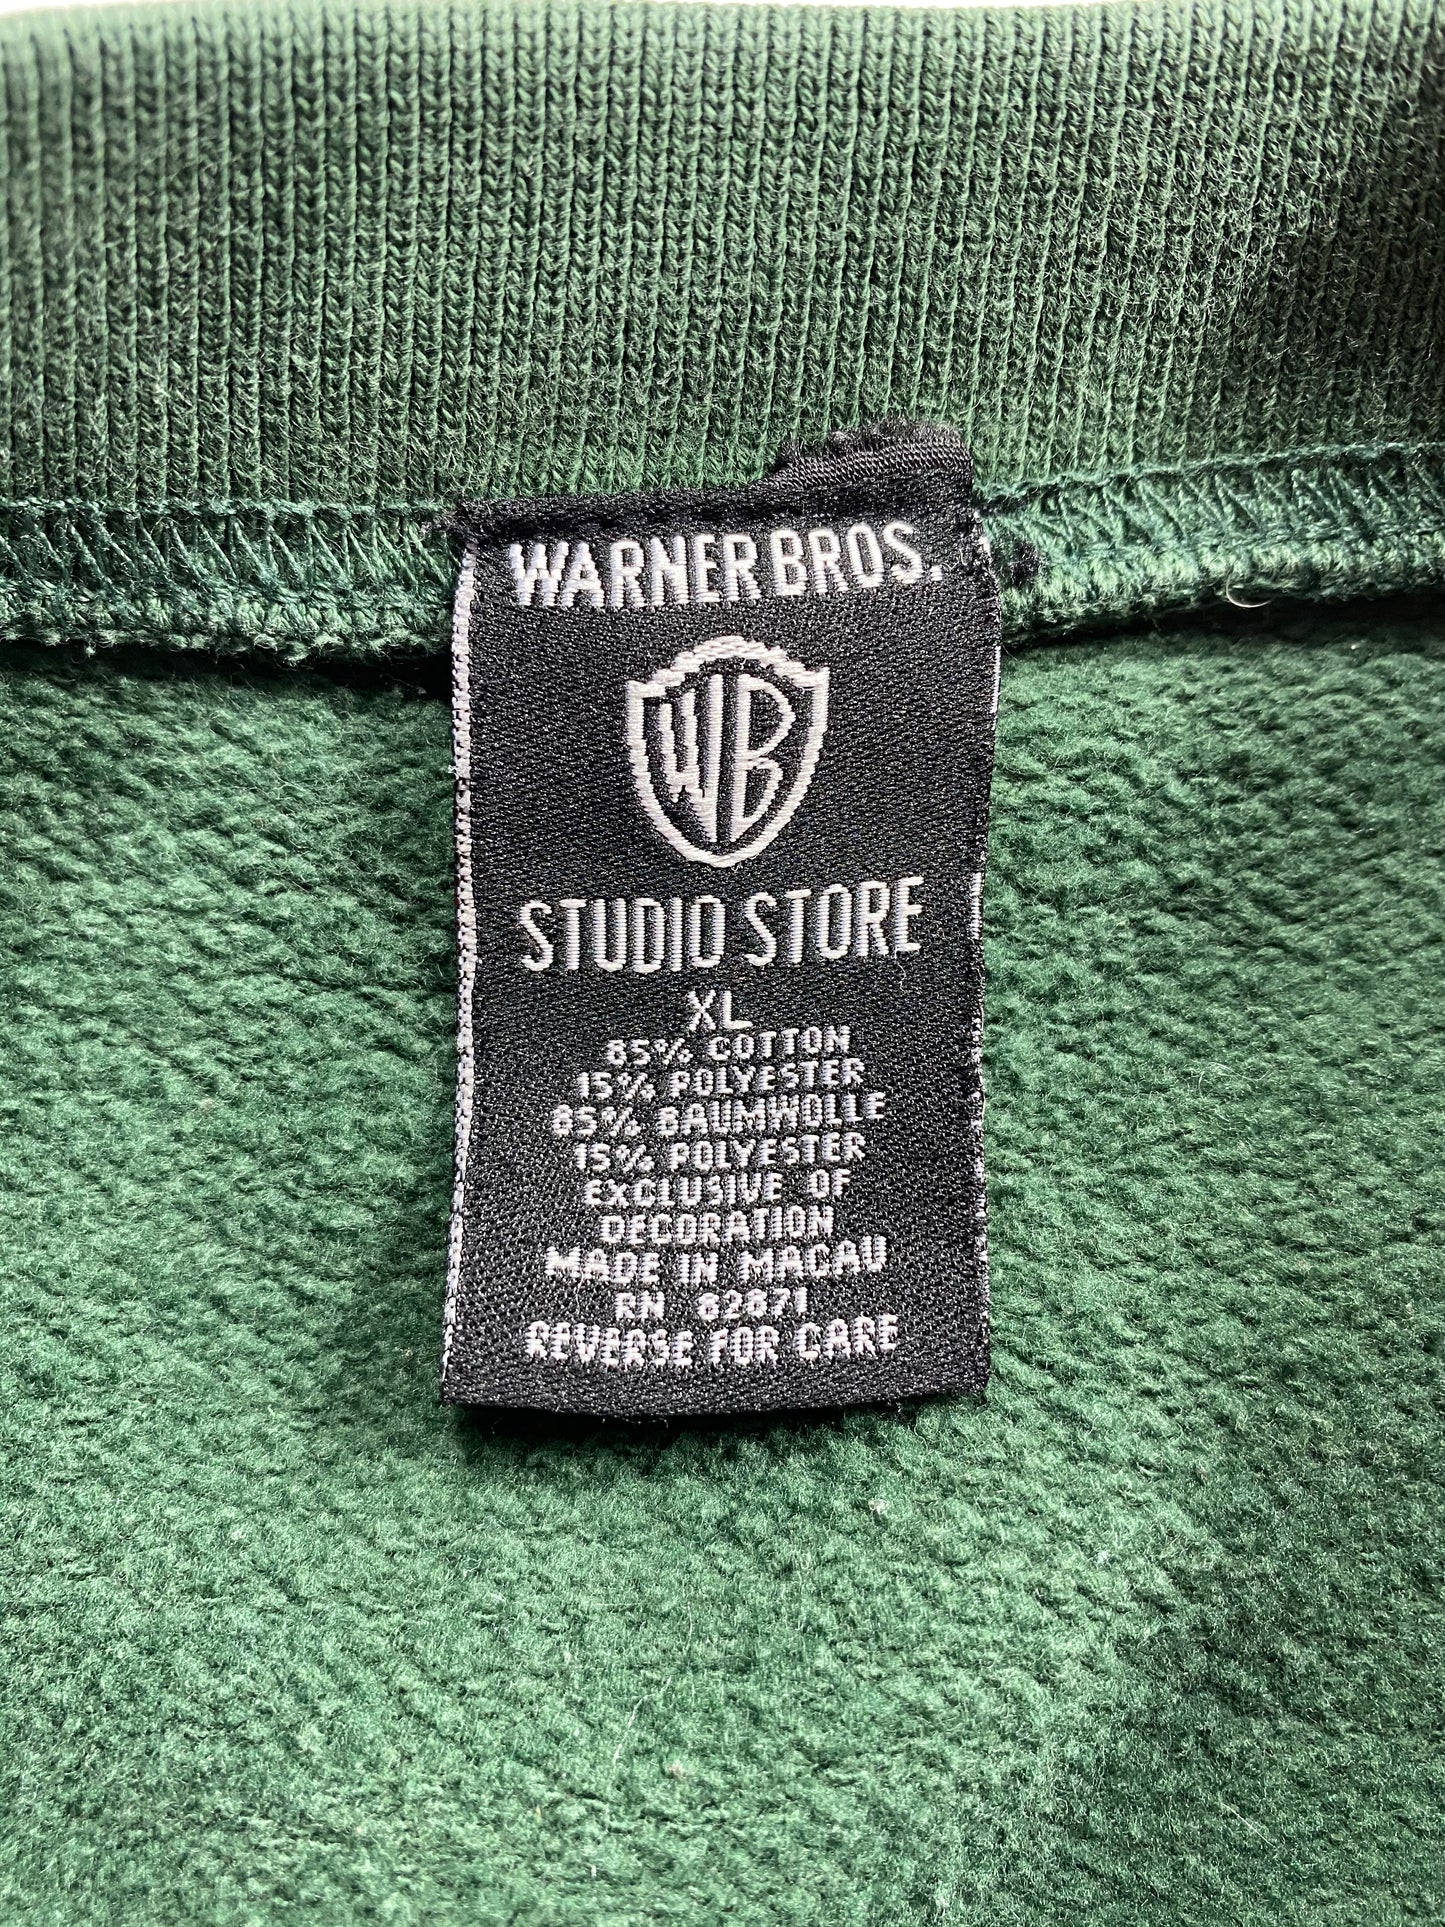 WARNER BROS.
WB
STUDIO STORE
XL
85% COTTON
15% POLYESTER
85% BAUMWOLLE
15% POLYESTER
EXCLUSIVE OF
DECORATION
MADE IN MACAU
RN 82871
REVERSE FOR CARE